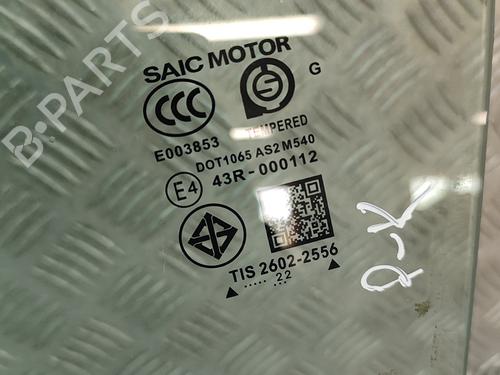 B-PARTS
SAIC MOTOR
CCC
G
E003853
TEMPERED
DOT1065 AS2 M540
E4
43R-000112
TIS 2602-2556
▲ ..... 22 ▲